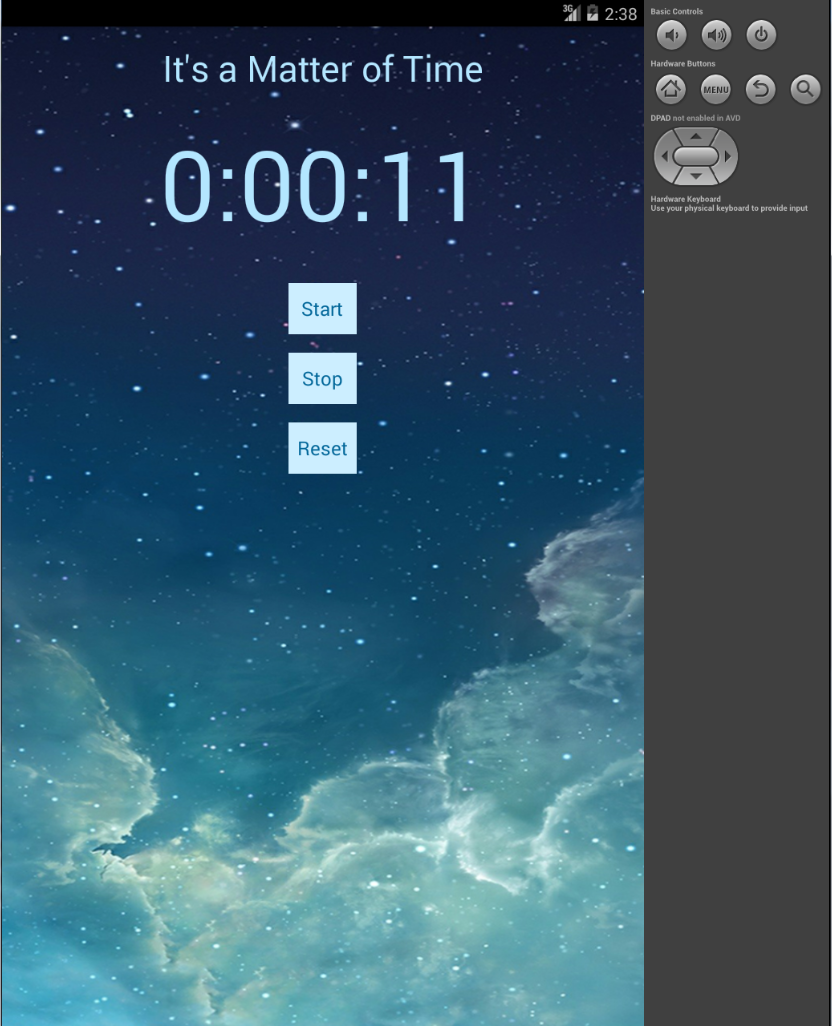 3G 2:38
It's a Matter of Time
0:00:11
Start
Stop
Reset
Basic Controls
Hardware Buttons
MENU
DPAD not enabled in AVD
Hardware Keyboard
Use your physical keyboard to provide input